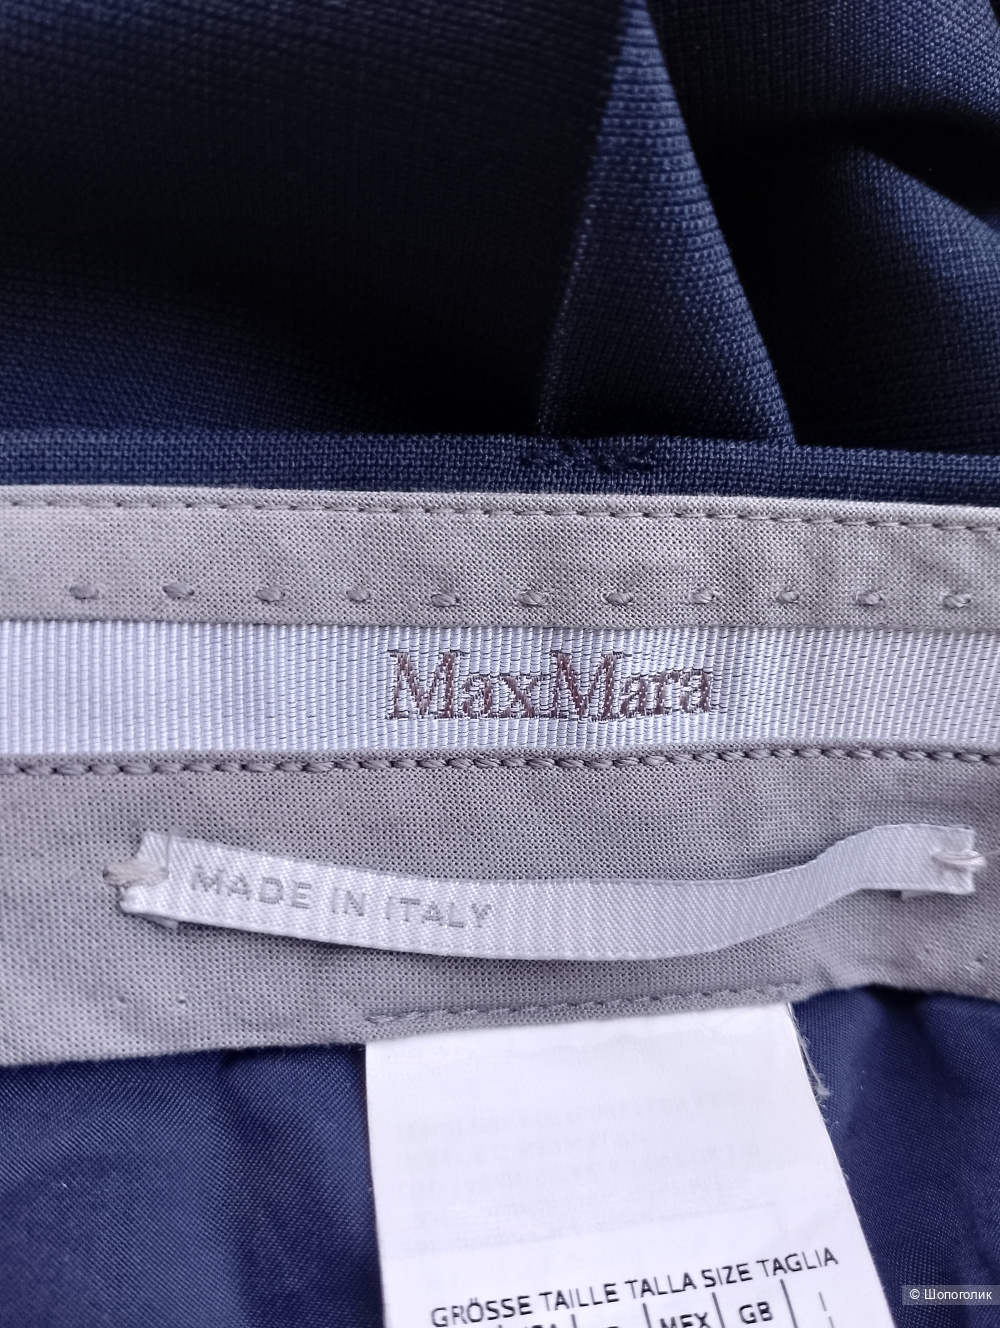 MaxMara
MADE IN ITALY
GRÖSSE TAILLE TALLA SIZE TAGLIA
MEX GB I
© Шопоголик